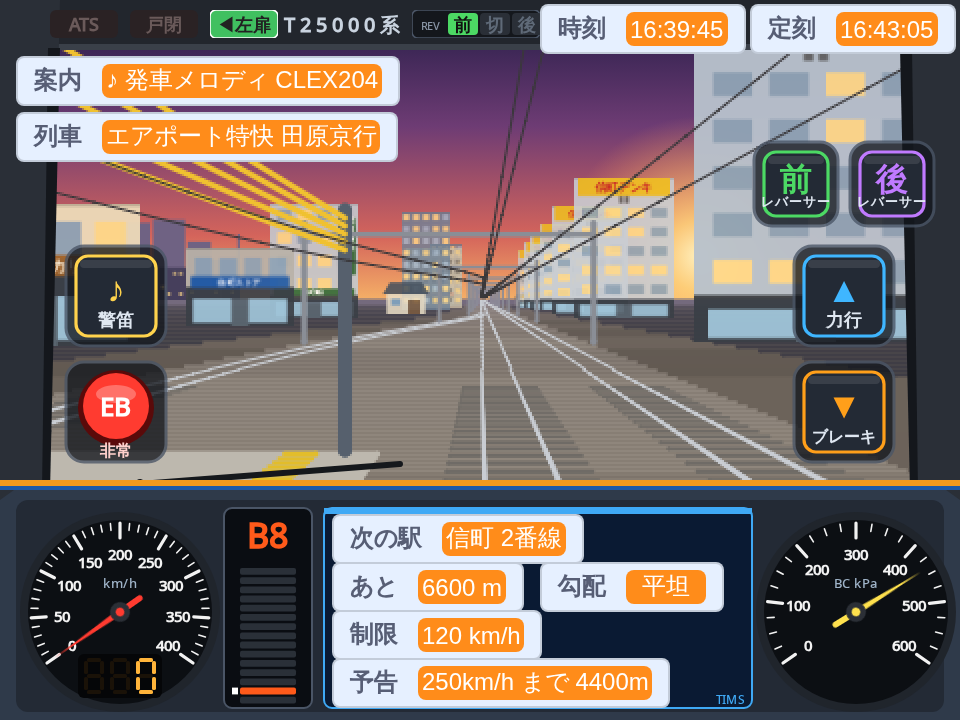 ATS 戸閉 ◀左扉 T25000系 REV 前 切 後
時刻 16:39:45 定刻 16:43:05
案内 ♪ 発車メロディ CLEX204
列車 エアポート特快 田原京行
前 レバーサー
後 レバーサー
♪ 警笛
▲ 力行
EB 非常
▼ ブレーキ
0 50 100 150 200 250 300 350 400 km/h
0
B8
次の駅 信町 2番線
あと 6600 m 勾配 平坦
制限 120 km/h
予告 250km/h まで 4400m
TIMS
0 100 200 300 400 500 600 BC kPa